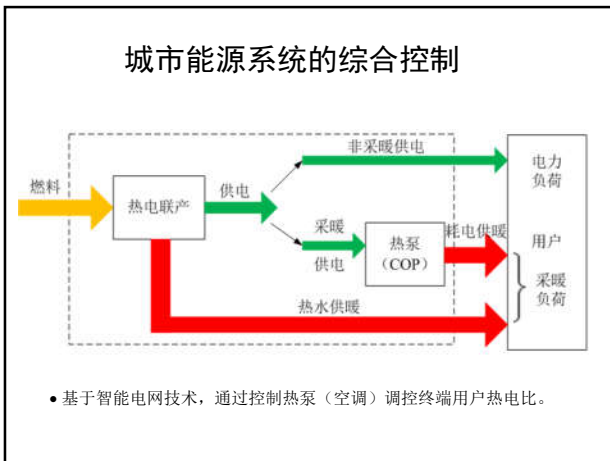 城市能源系统的综合控制
非采暖供电
电力
负荷
燃料
供电
热电联产
采暖
供电
热泵
（COP）
耗电供暖
用户
采暖
负荷
热水供暖
• 基于智能电网技术，通过控制热泵（空调）调控终端用户热电比。